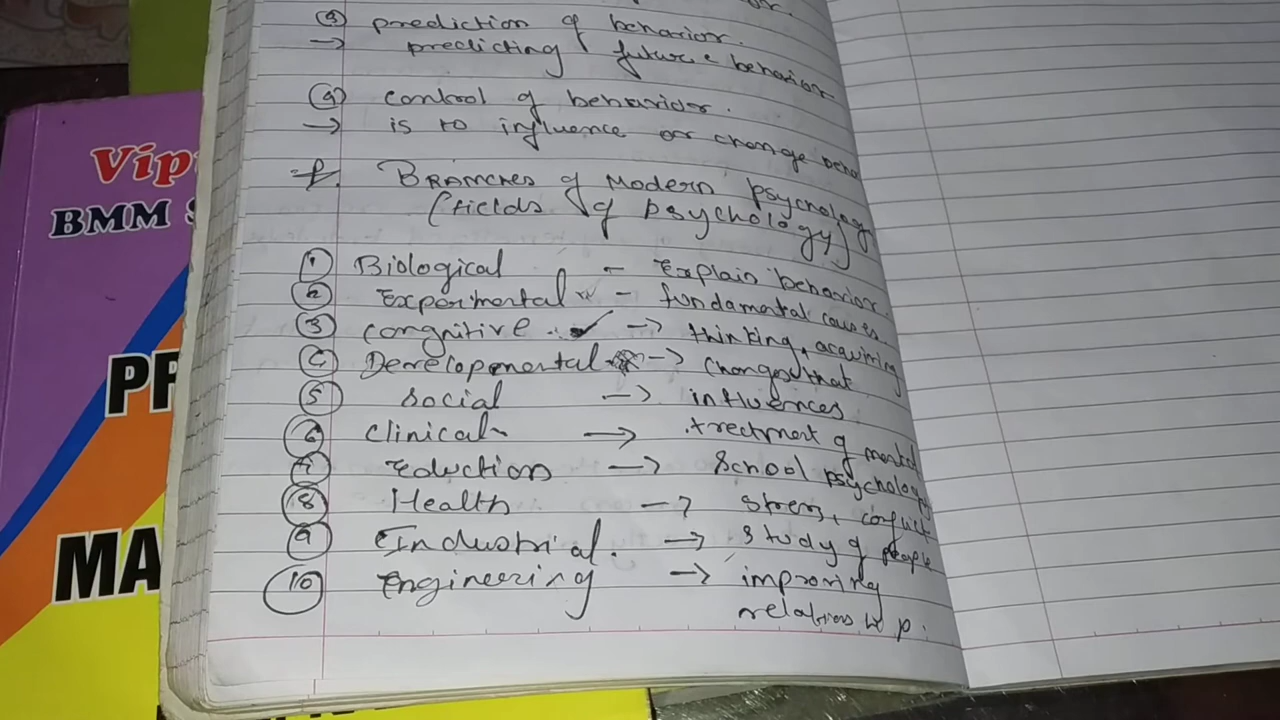 ③ prediction of behavior.
→ predicting future behavior
④ control of behavior.
→ is to influence or change beha
BRANCHES of Modern psychology
(fields of psychology)
① Biological - Explain behavior.
② Experimental - fundamental causes.
③ congnitive. ✓ → thinking, acquiring
④ Developmental → changes that
⑤ social → influences
⑥ clinical → treatment of mental
⑦ Eduction → School psychology
⑧ Health → stress, conflict
⑨ Industrial. → study of people
⑩ Engineering → improving
relations
Vip
BMM S
PR
MA